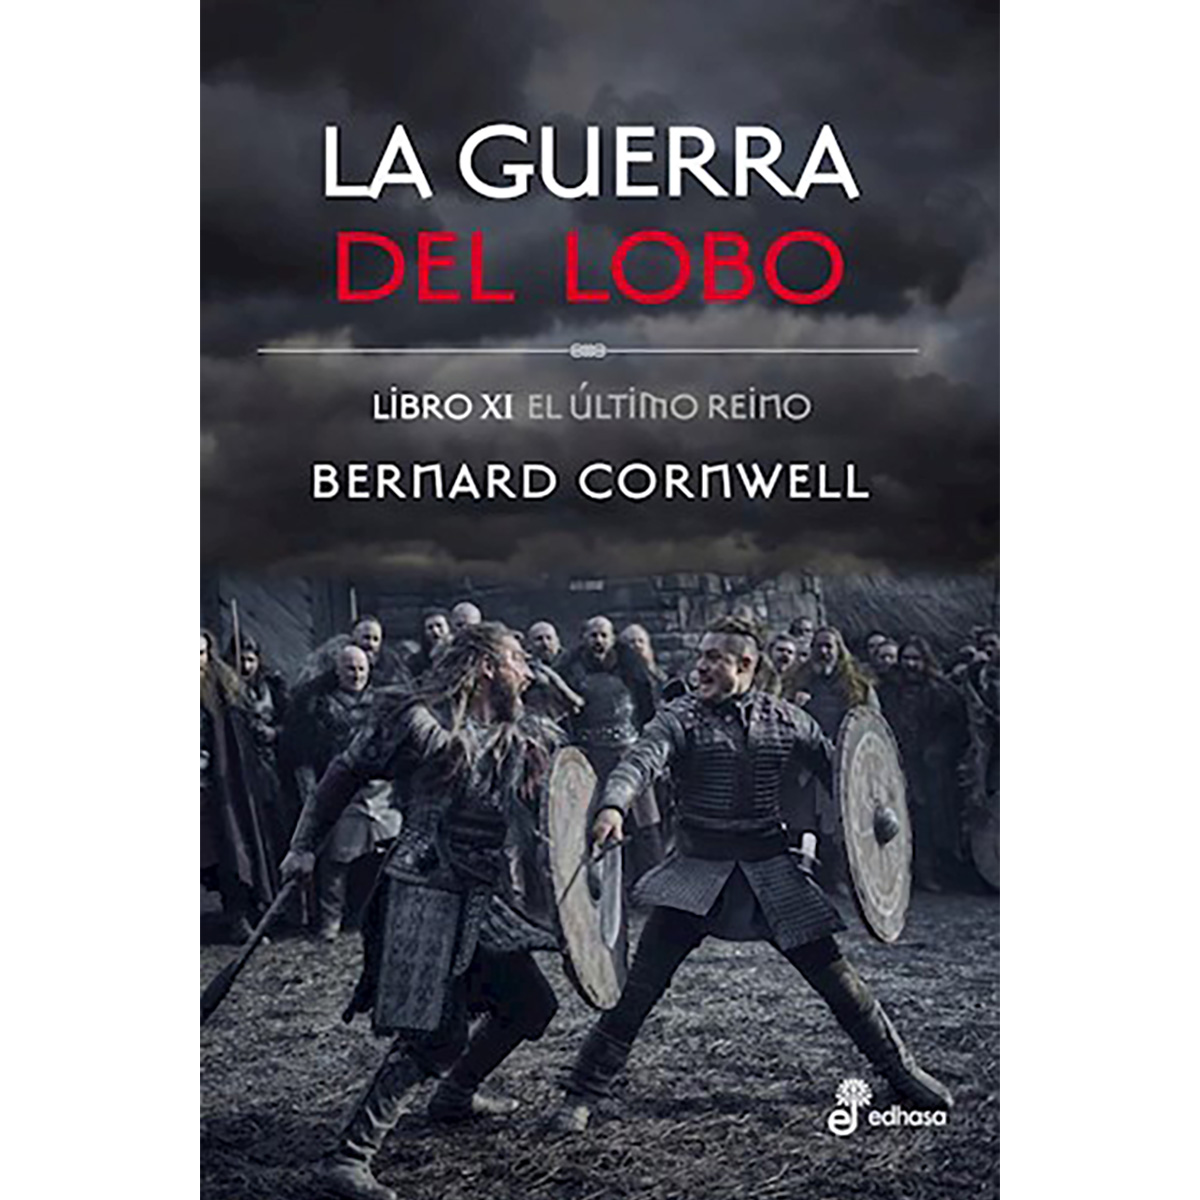 LA GUERRA
DEL LOBO
LIBRO XI EL ÚLTIMO REINO
BERNARD CORNWELL
edhasa